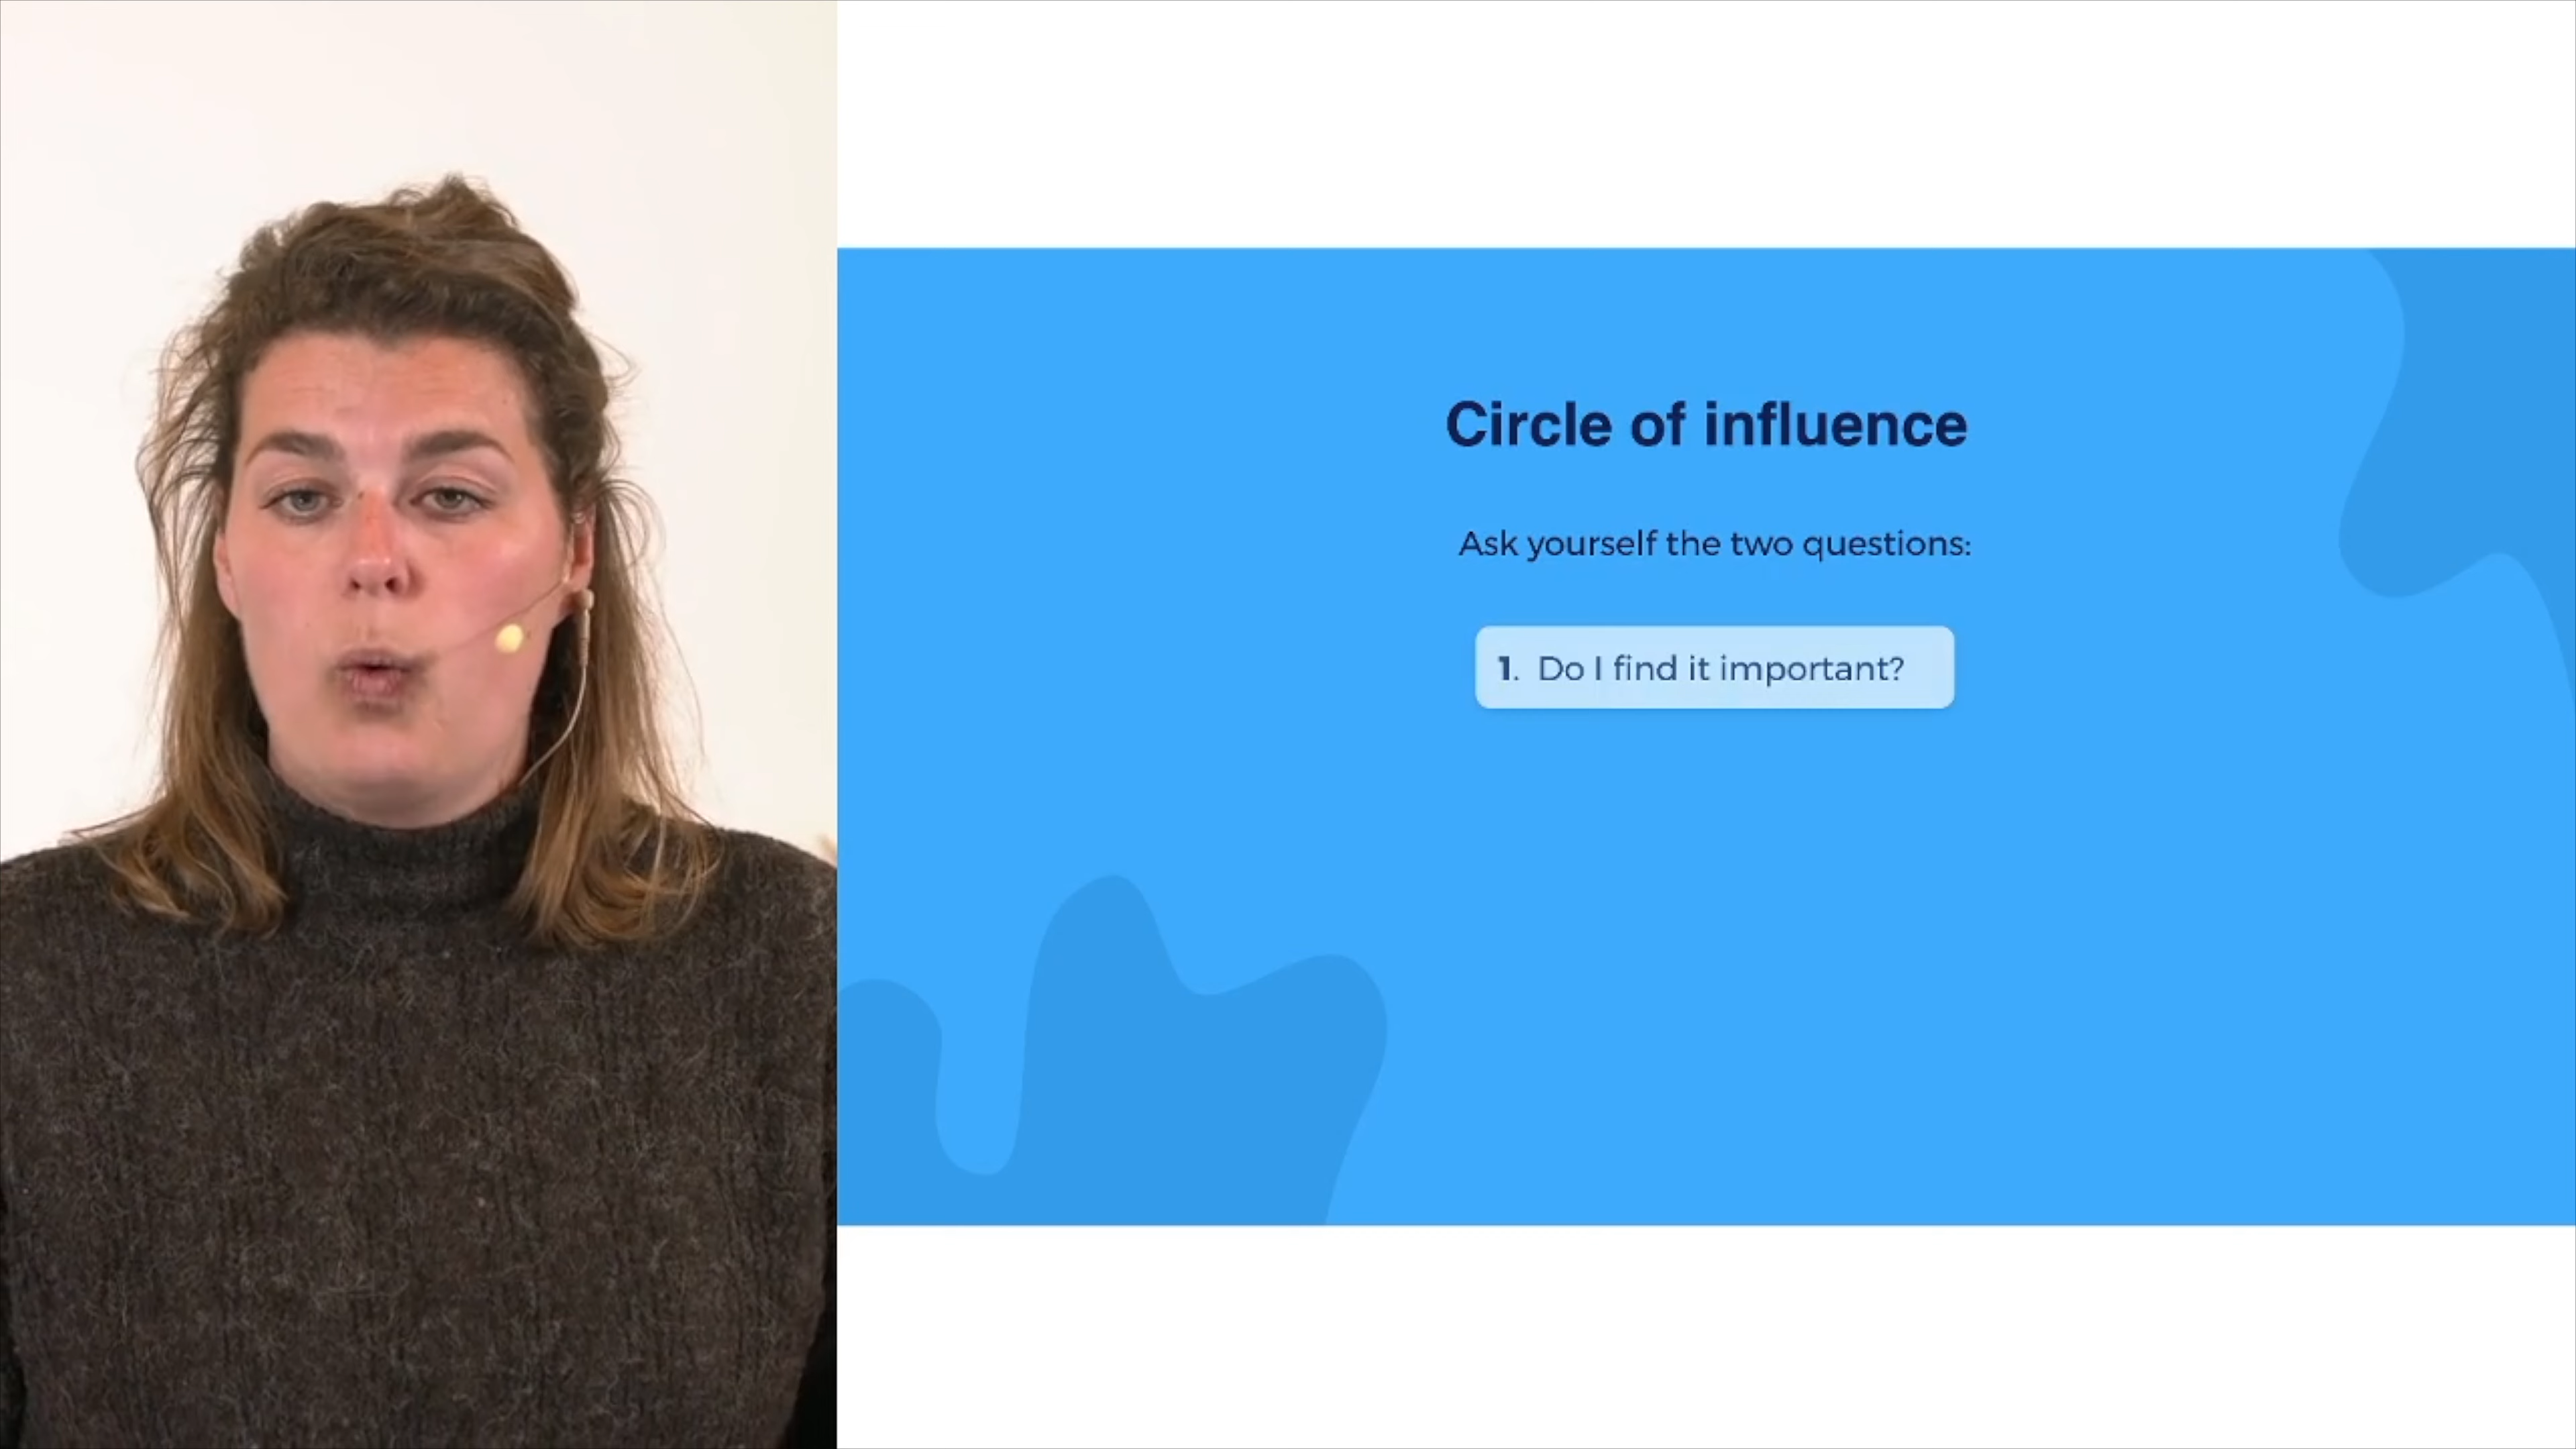 Circle of influence
Ask yourself the two questions:
1. Do I find it important?